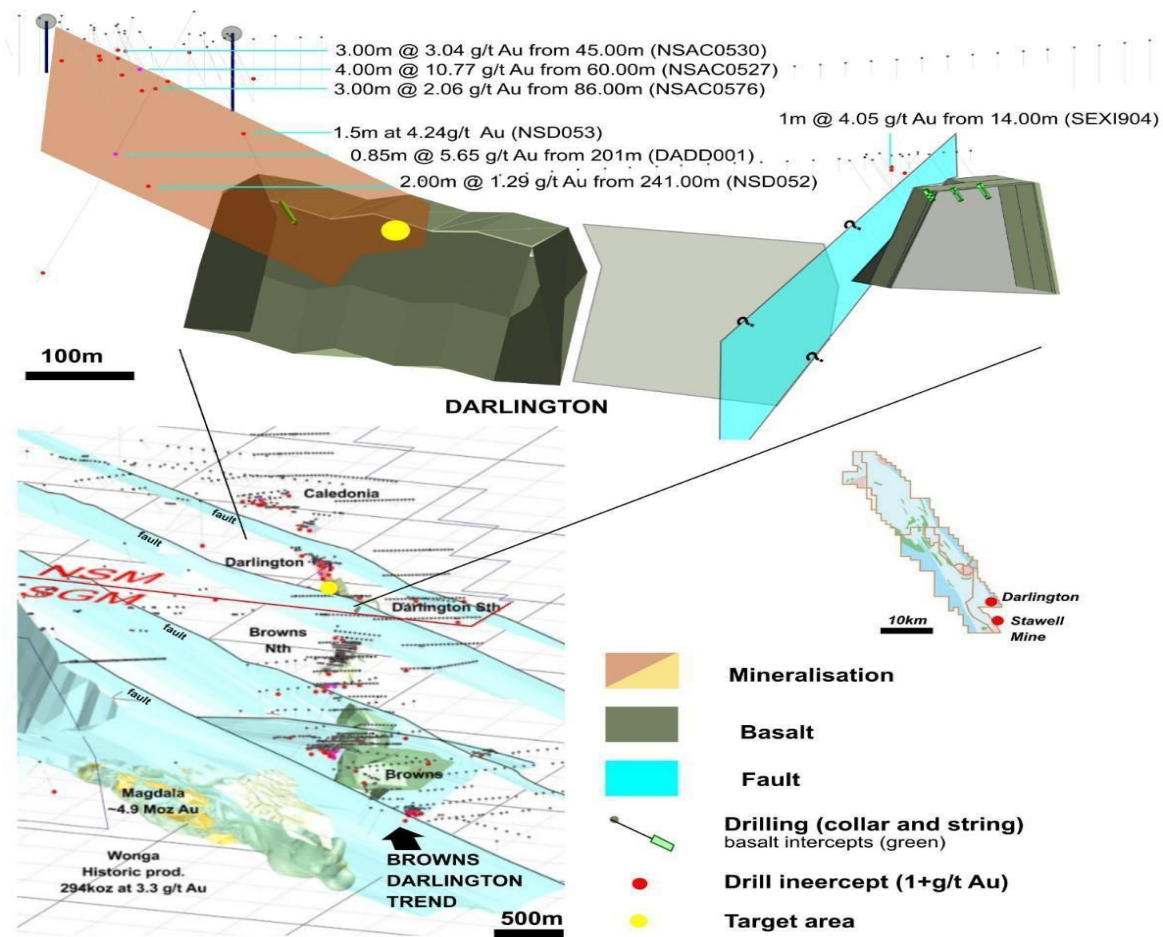 3.00m @ 3.04 g/t Au from 45.00m (NSAC0530)
4.00m @ 10.77 g/t Au from 60.00m (NSAC0527)
3.00m @ 2.06 g/t Au from 86.00m (NSAC0576)
1m @ 4.05 g/t Au from 14.00m (SEXI904)
1.5m at 4.24g/t Au (NSD053)
0.85m @ 5.65 g/t Au from 201m (DADD001)
2.00m @ 1.29 g/t Au from 241.00m (NSD052)
?
?
?
100m
DARLINGTON
Caledonia
fault
fault
Darlington
NSM
SGM
Darlington Sth
Browns
Nth
fault
fault
Browns
Magdala
~4.9 Moz Au
Wonga
Historic prod.
294koz at 3.3 g/t Au
BROWNS
DARLINGTON
TREND
500m
Darlington
Stawell
Mine
10km
Mineralisation
Basalt
Fault
Drilling (collar and string)
basalt intercepts (green)
Drill ineercept (1+g/t Au)
Target area